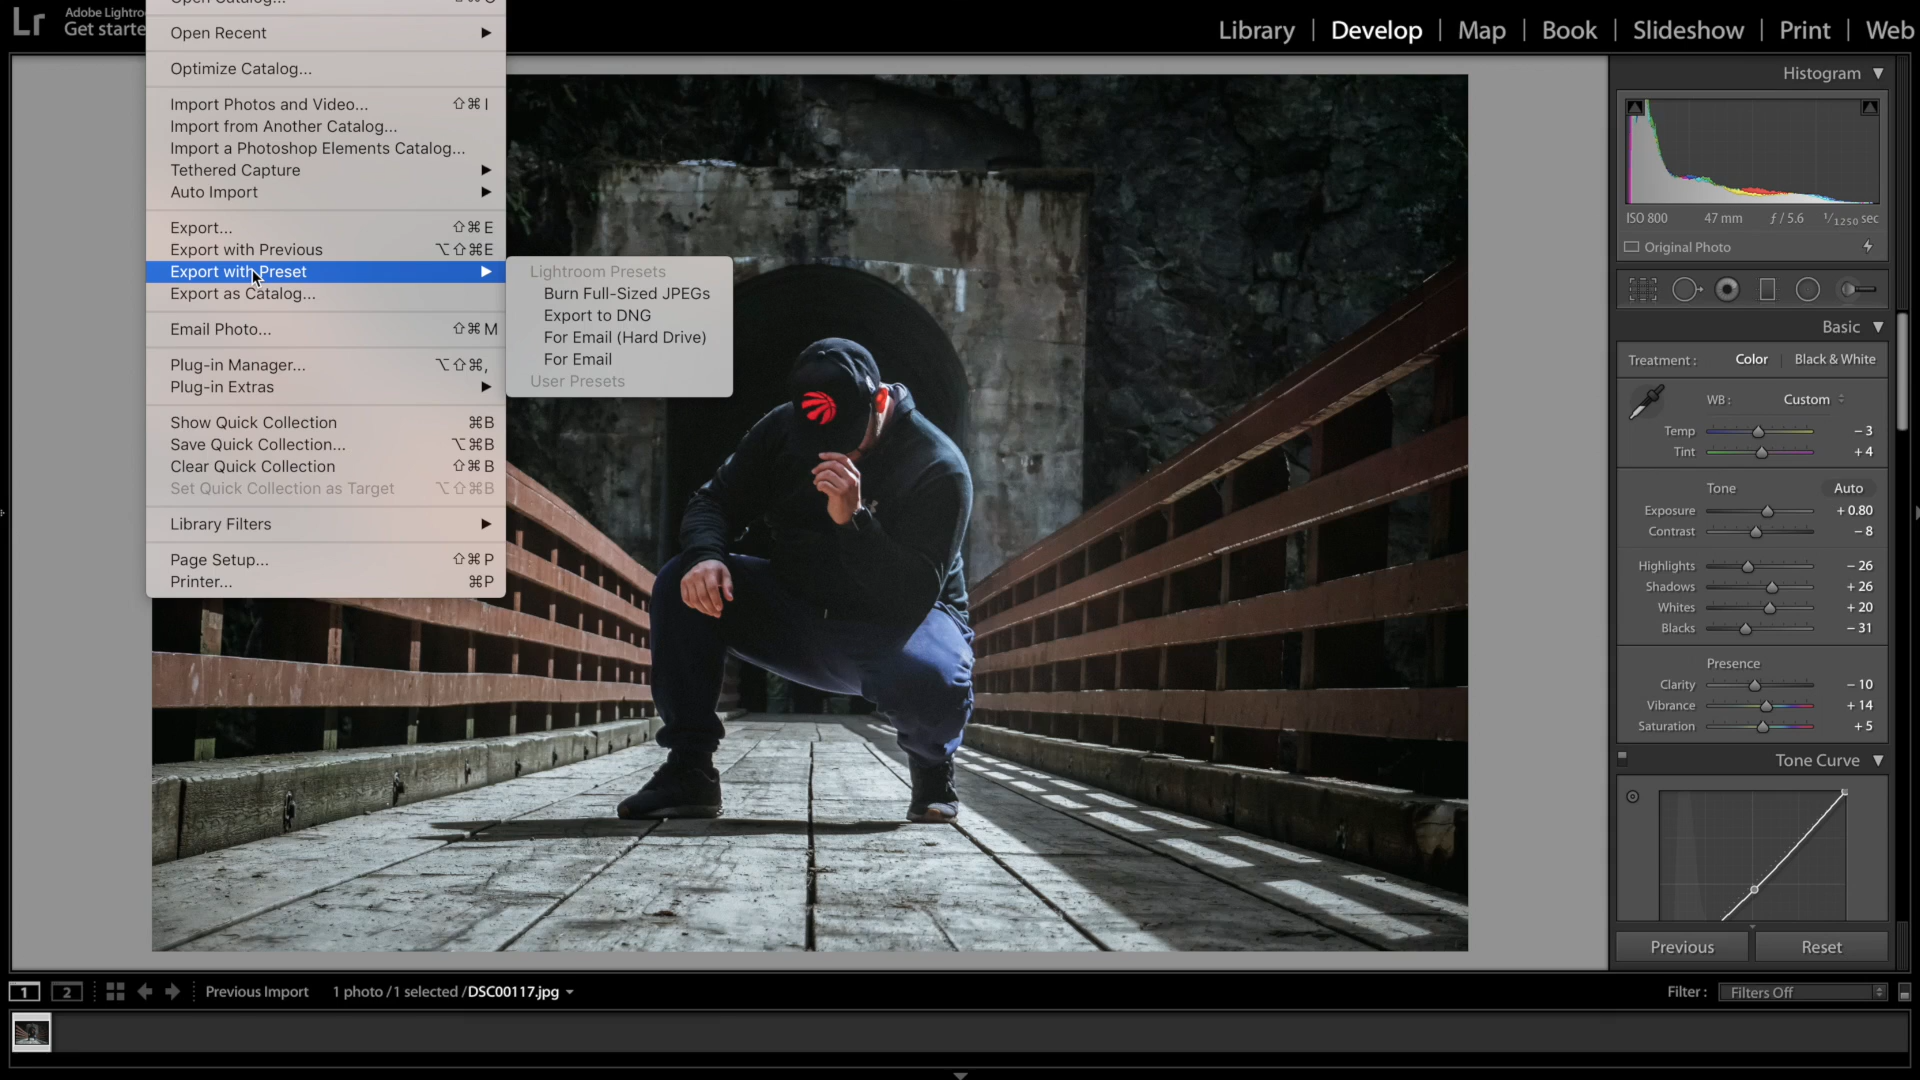 Lr
Adobe Lightro
Get starte
Library | Develop | Map | Book | Slideshow | Print | Web
Open Catalog... ⇧⌘O
Open Recent ▶
Optimize Catalog...
Import Photos and Video... ⇧⌘I
Import from Another Catalog...
Import a Photoshop Elements Catalog...
Tethered Capture ▶
Auto Import ▶
Export... ⇧⌘E
Export with Previous ⌥⇧⌘E
Export with Preset ▶
Export as Catalog...
Email Photo... ⇧⌘M
Plug-in Manager... ⌥⇧⌘,
Plug-in Extras ▶
Show Quick Collection ⌘B
Save Quick Collection... ⌥⌘B
Clear Quick Collection ⇧⌘B
Set Quick Collection as Target ⌥⇧⌘B
Library Filters ▶
Page Setup... ⇧⌘P
Printer... ⌘P
Lightroom Presets
Burn Full-Sized JPEGs
Export to DNG
For Email (Hard Drive)
For Email
User Presets
Histogram ▼
ISO 800 47 mm ƒ / 5.6 1/1250 sec
Original Photo
Basic ▼
Treatment : Color Black & White
WB : Custom
Temp - 3
Tint + 4
Tone Auto
Exposure + 0.80
Contrast - 8
Highlights - 26
Shadows + 26
Whites + 20
Blacks - 31
Presence
Clarity - 10
Vibrance + 14
Saturation + 5
Tone Curve ▼
Previous Reset
1 2 Previous Import 1 photo / 1 selected / DSC00117.jpg Filter : Filters Off